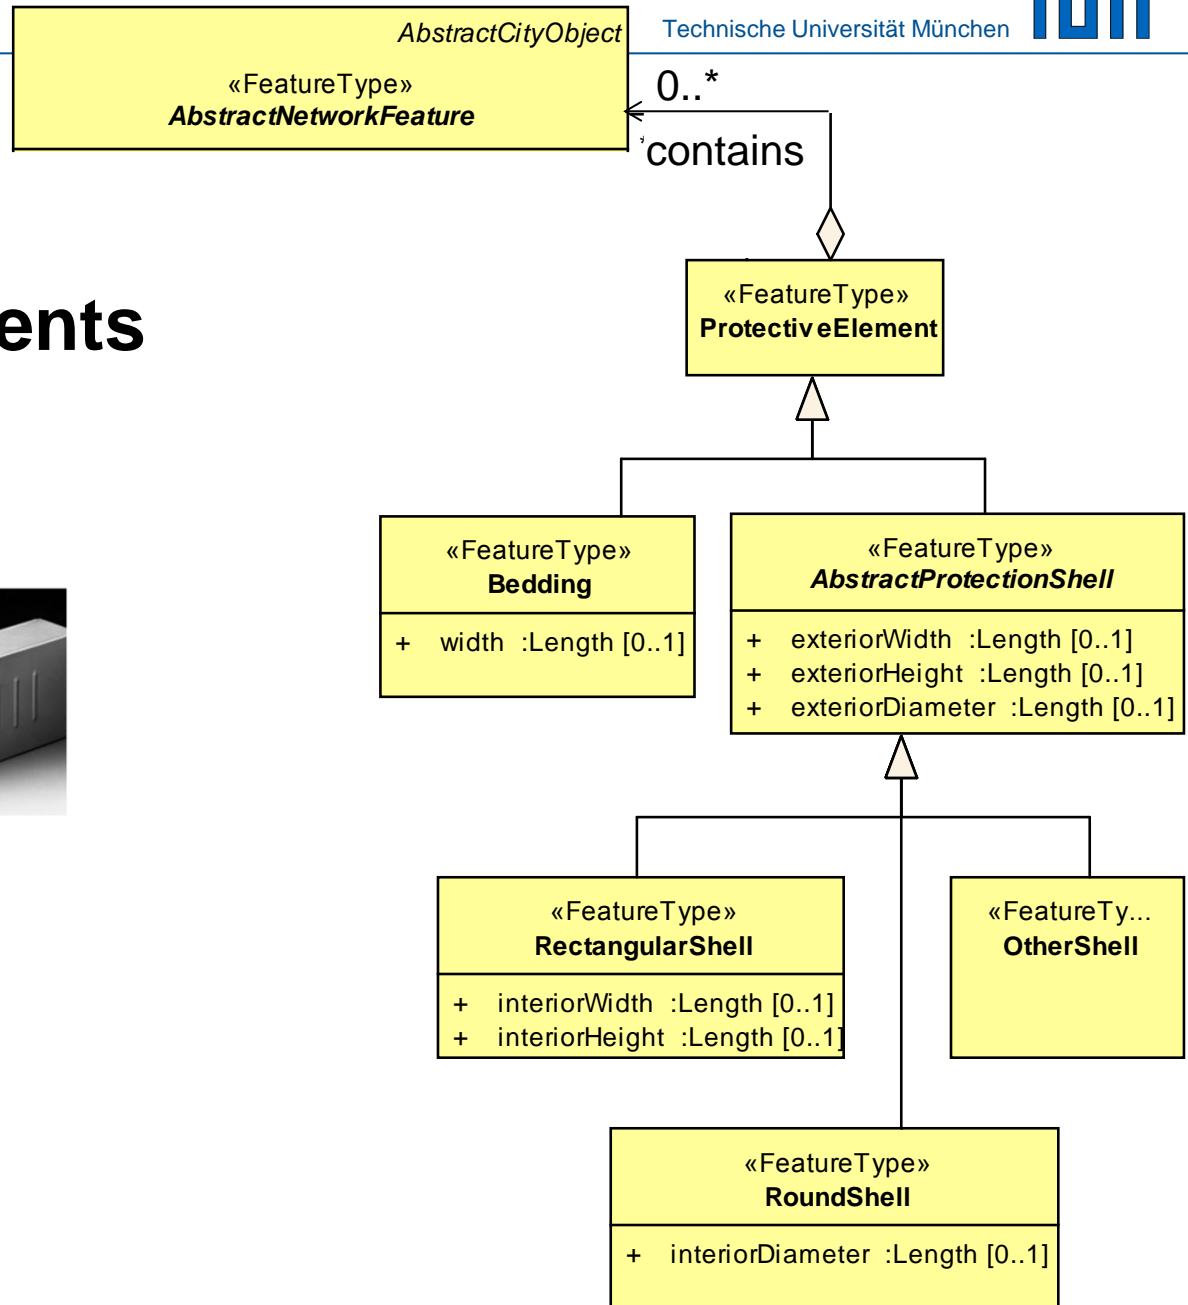 AbstractCityObject
Technische Universität München
«FeatureType»
AbstractNetworkFeature
0..*
*contains
«FeatureType»
ProtectiveElement
ents
«FeatureType»
Bedding
+ width :Length [0..1]
«FeatureType»
AbstractProtectionShell
+ exteriorWidth :Length [0..1]
+ exteriorHeight :Length [0..1]
+ exteriorDiameter :Length [0..1]
«FeatureType»
RectangularShell
+ interiorWidth :Length [0..1]
+ interiorHeight :Length [0..1]
«FeatureTy...
OtherShell
«FeatureType»
RoundShell
+ interiorDiameter :Length [0..1]